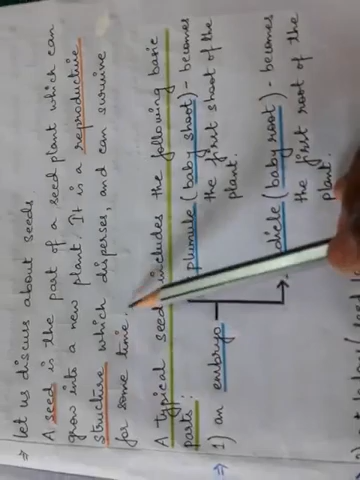 ⇒ let us discuss about seeds
A seed is the part of a seed plant which can
grow into a new plant. It is a reproductive
structure which disperses, and can survive
for some time.
A typical seed includes the following basic
parts:
⇒ 1) an embryo
plumule (baby shoot) - becomes
the first shoot of the
plant.
dicle (baby root) - becomes
the first root of the
plant.